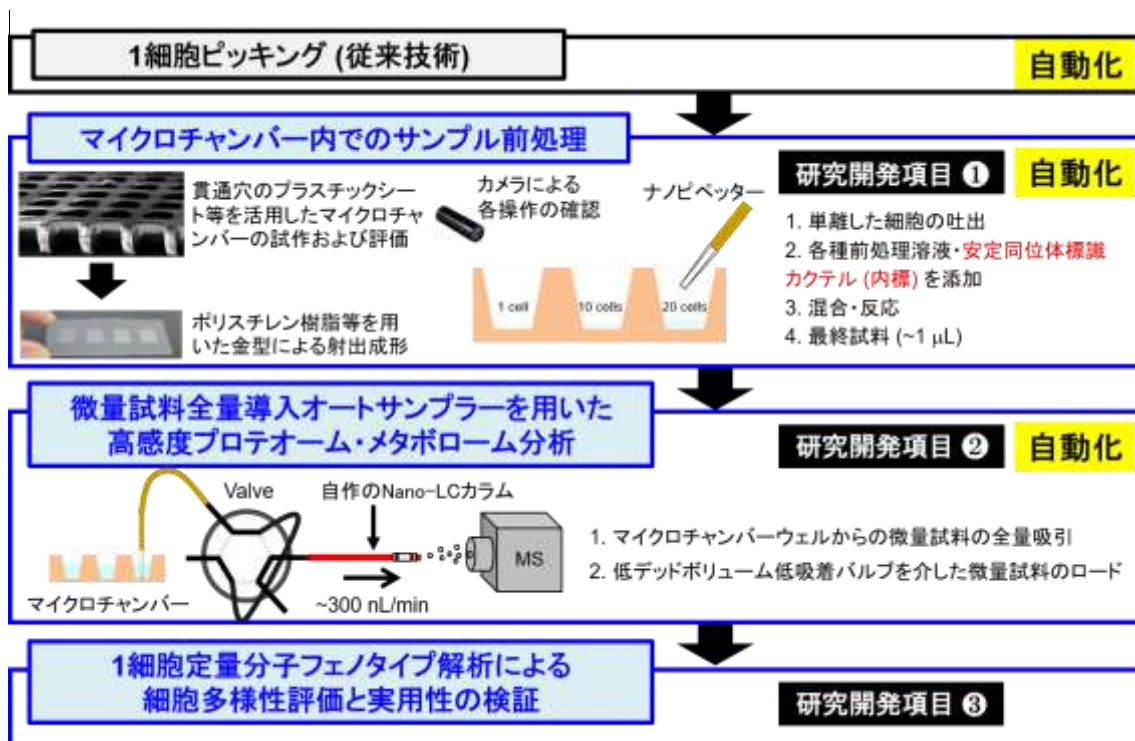 1細胞ピッキング (従来技術)
自動化
マイクロチャンバー内でのサンプル前処理
研究開発項目 ❶
自動化
貫通穴のプラスチックシー
ト等を活用したマイクロチャ
ンバーの試作および評価
カメラによる
各操作の確認
ナノピペッター
1 cell
10 cells
20 cells
ポリスチレン樹脂等を用
いた金型による射出成形
1. 単離した細胞の吐出
2. 各種前処理溶液・安定同位体標識
カクテル (内標) を添加
3. 混合・反応
4. 最終試料 (~1 μL)
微量試料全量導入オートサンプラーを用いた
高感度プロテオーム・メタボローム分析
研究開発項目 ❷
自動化
Valve
自作のNano-LCカラム
MS
マイクロチャンバー
~300 nL/min
1. マイクロチャンバーウェルからの微量試料の全量吸引
2. 低デッドボリューム低吸着バルブを介した微量試料のロード
1細胞定量分子フェノタイプ解析による
細胞多様性評価と実用性の検証
研究開発項目 ❸